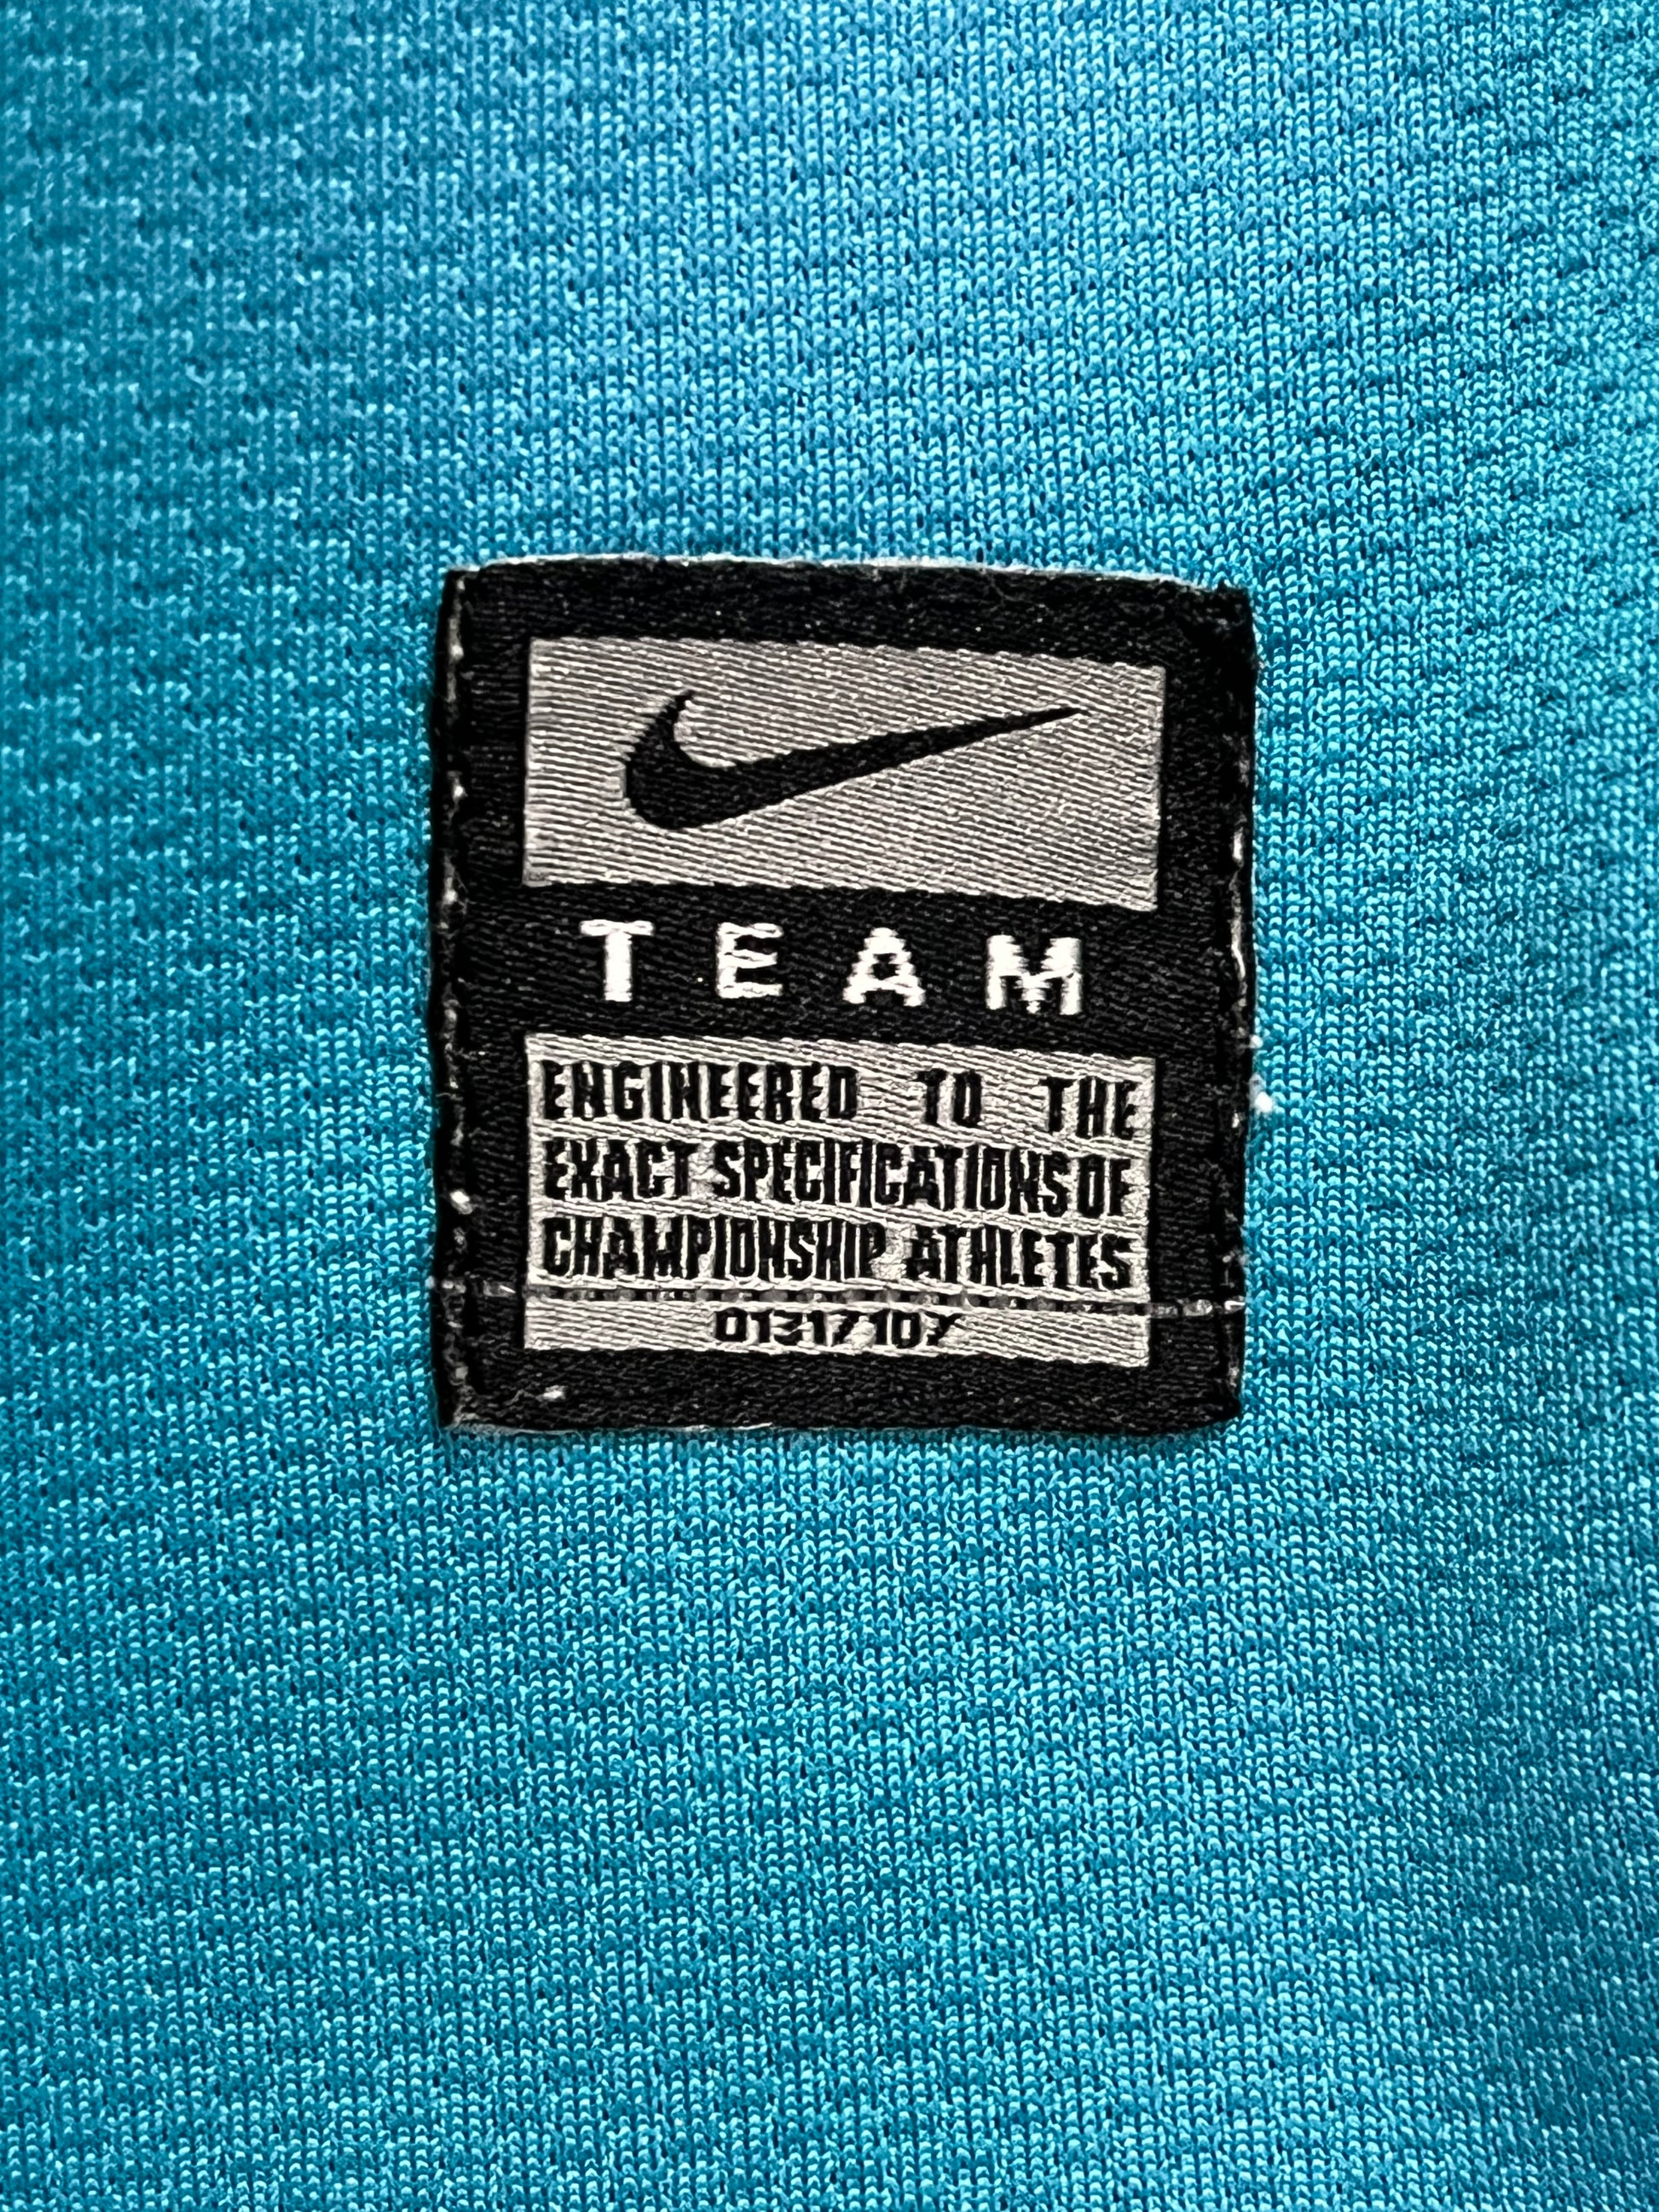 TEAM
ENGINEERED TO THE
EXACT SPECIFICATIONS OF
CHAMPIONSHIP ATHLETES
01317107